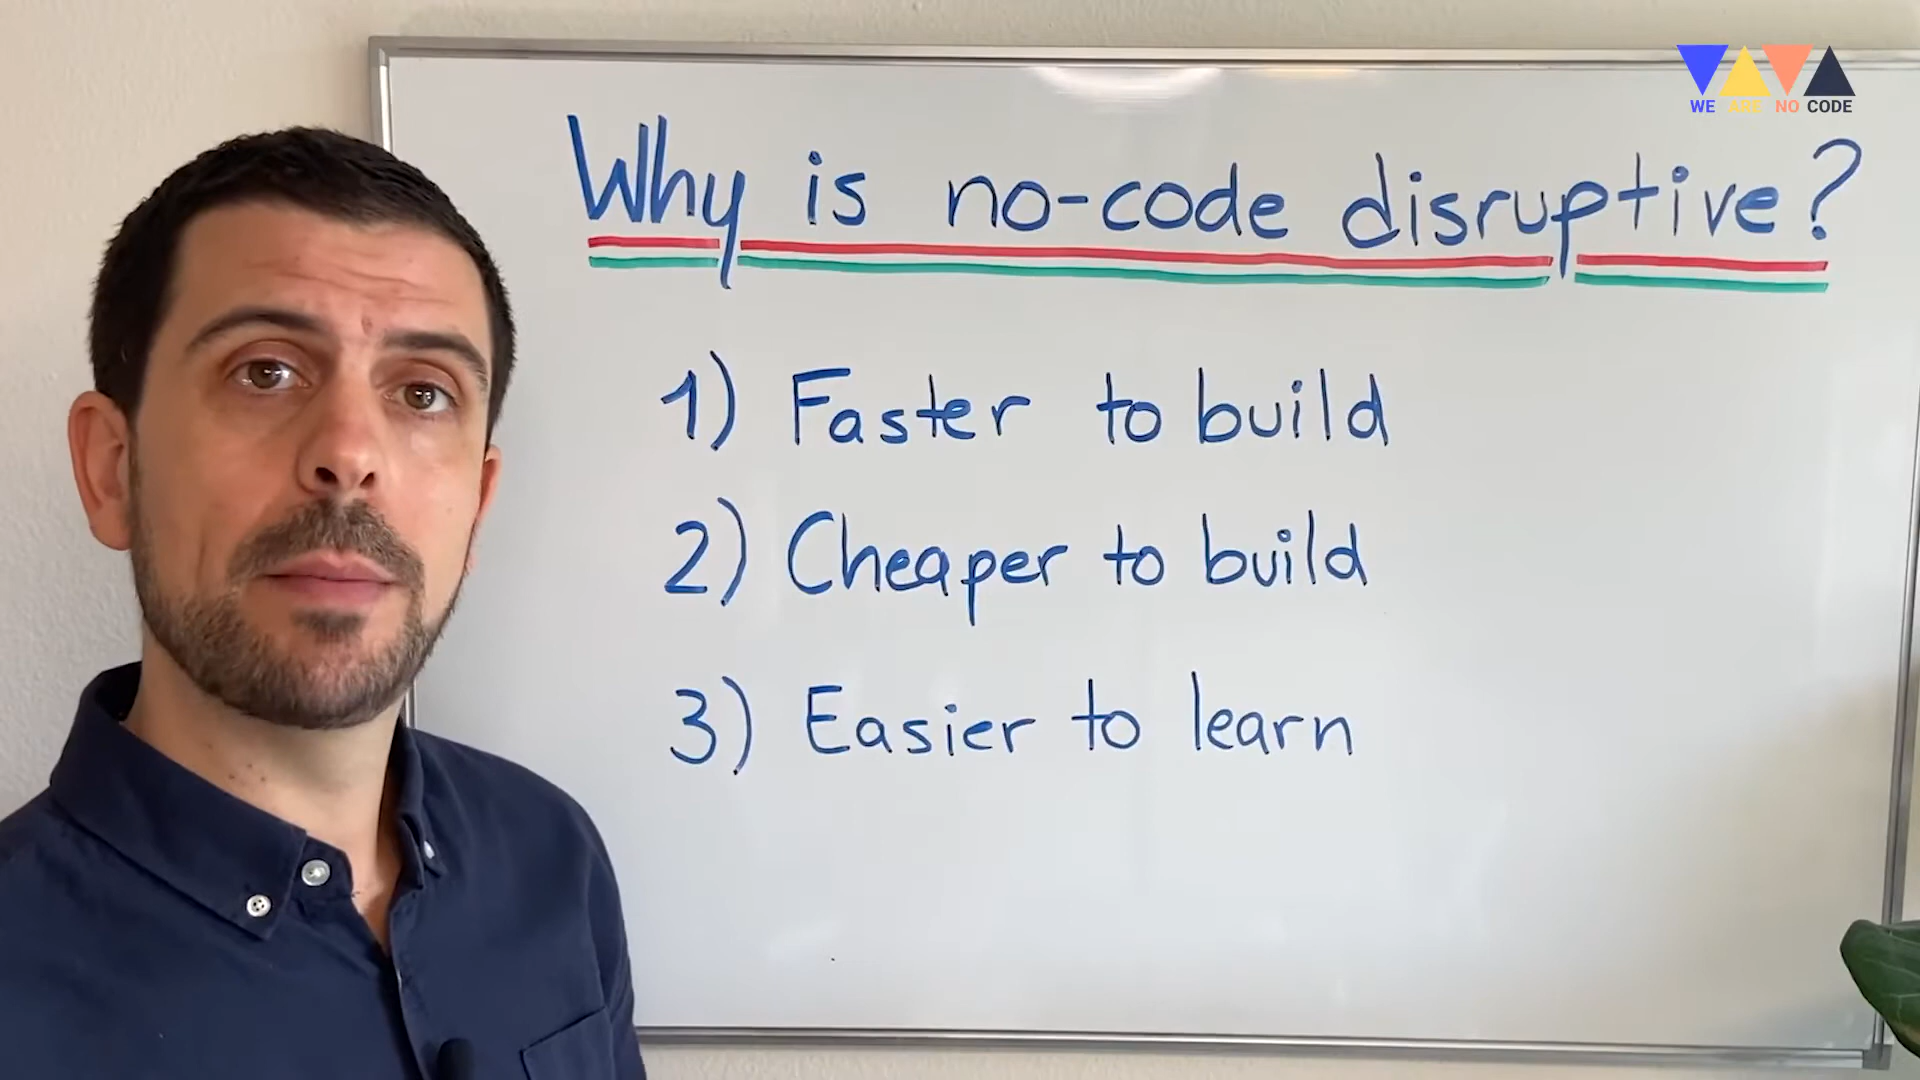 WE ARE NO CODE
Why is no-code disruptive?
1) Faster to build
2) Cheaper to build
3) Easier to learn